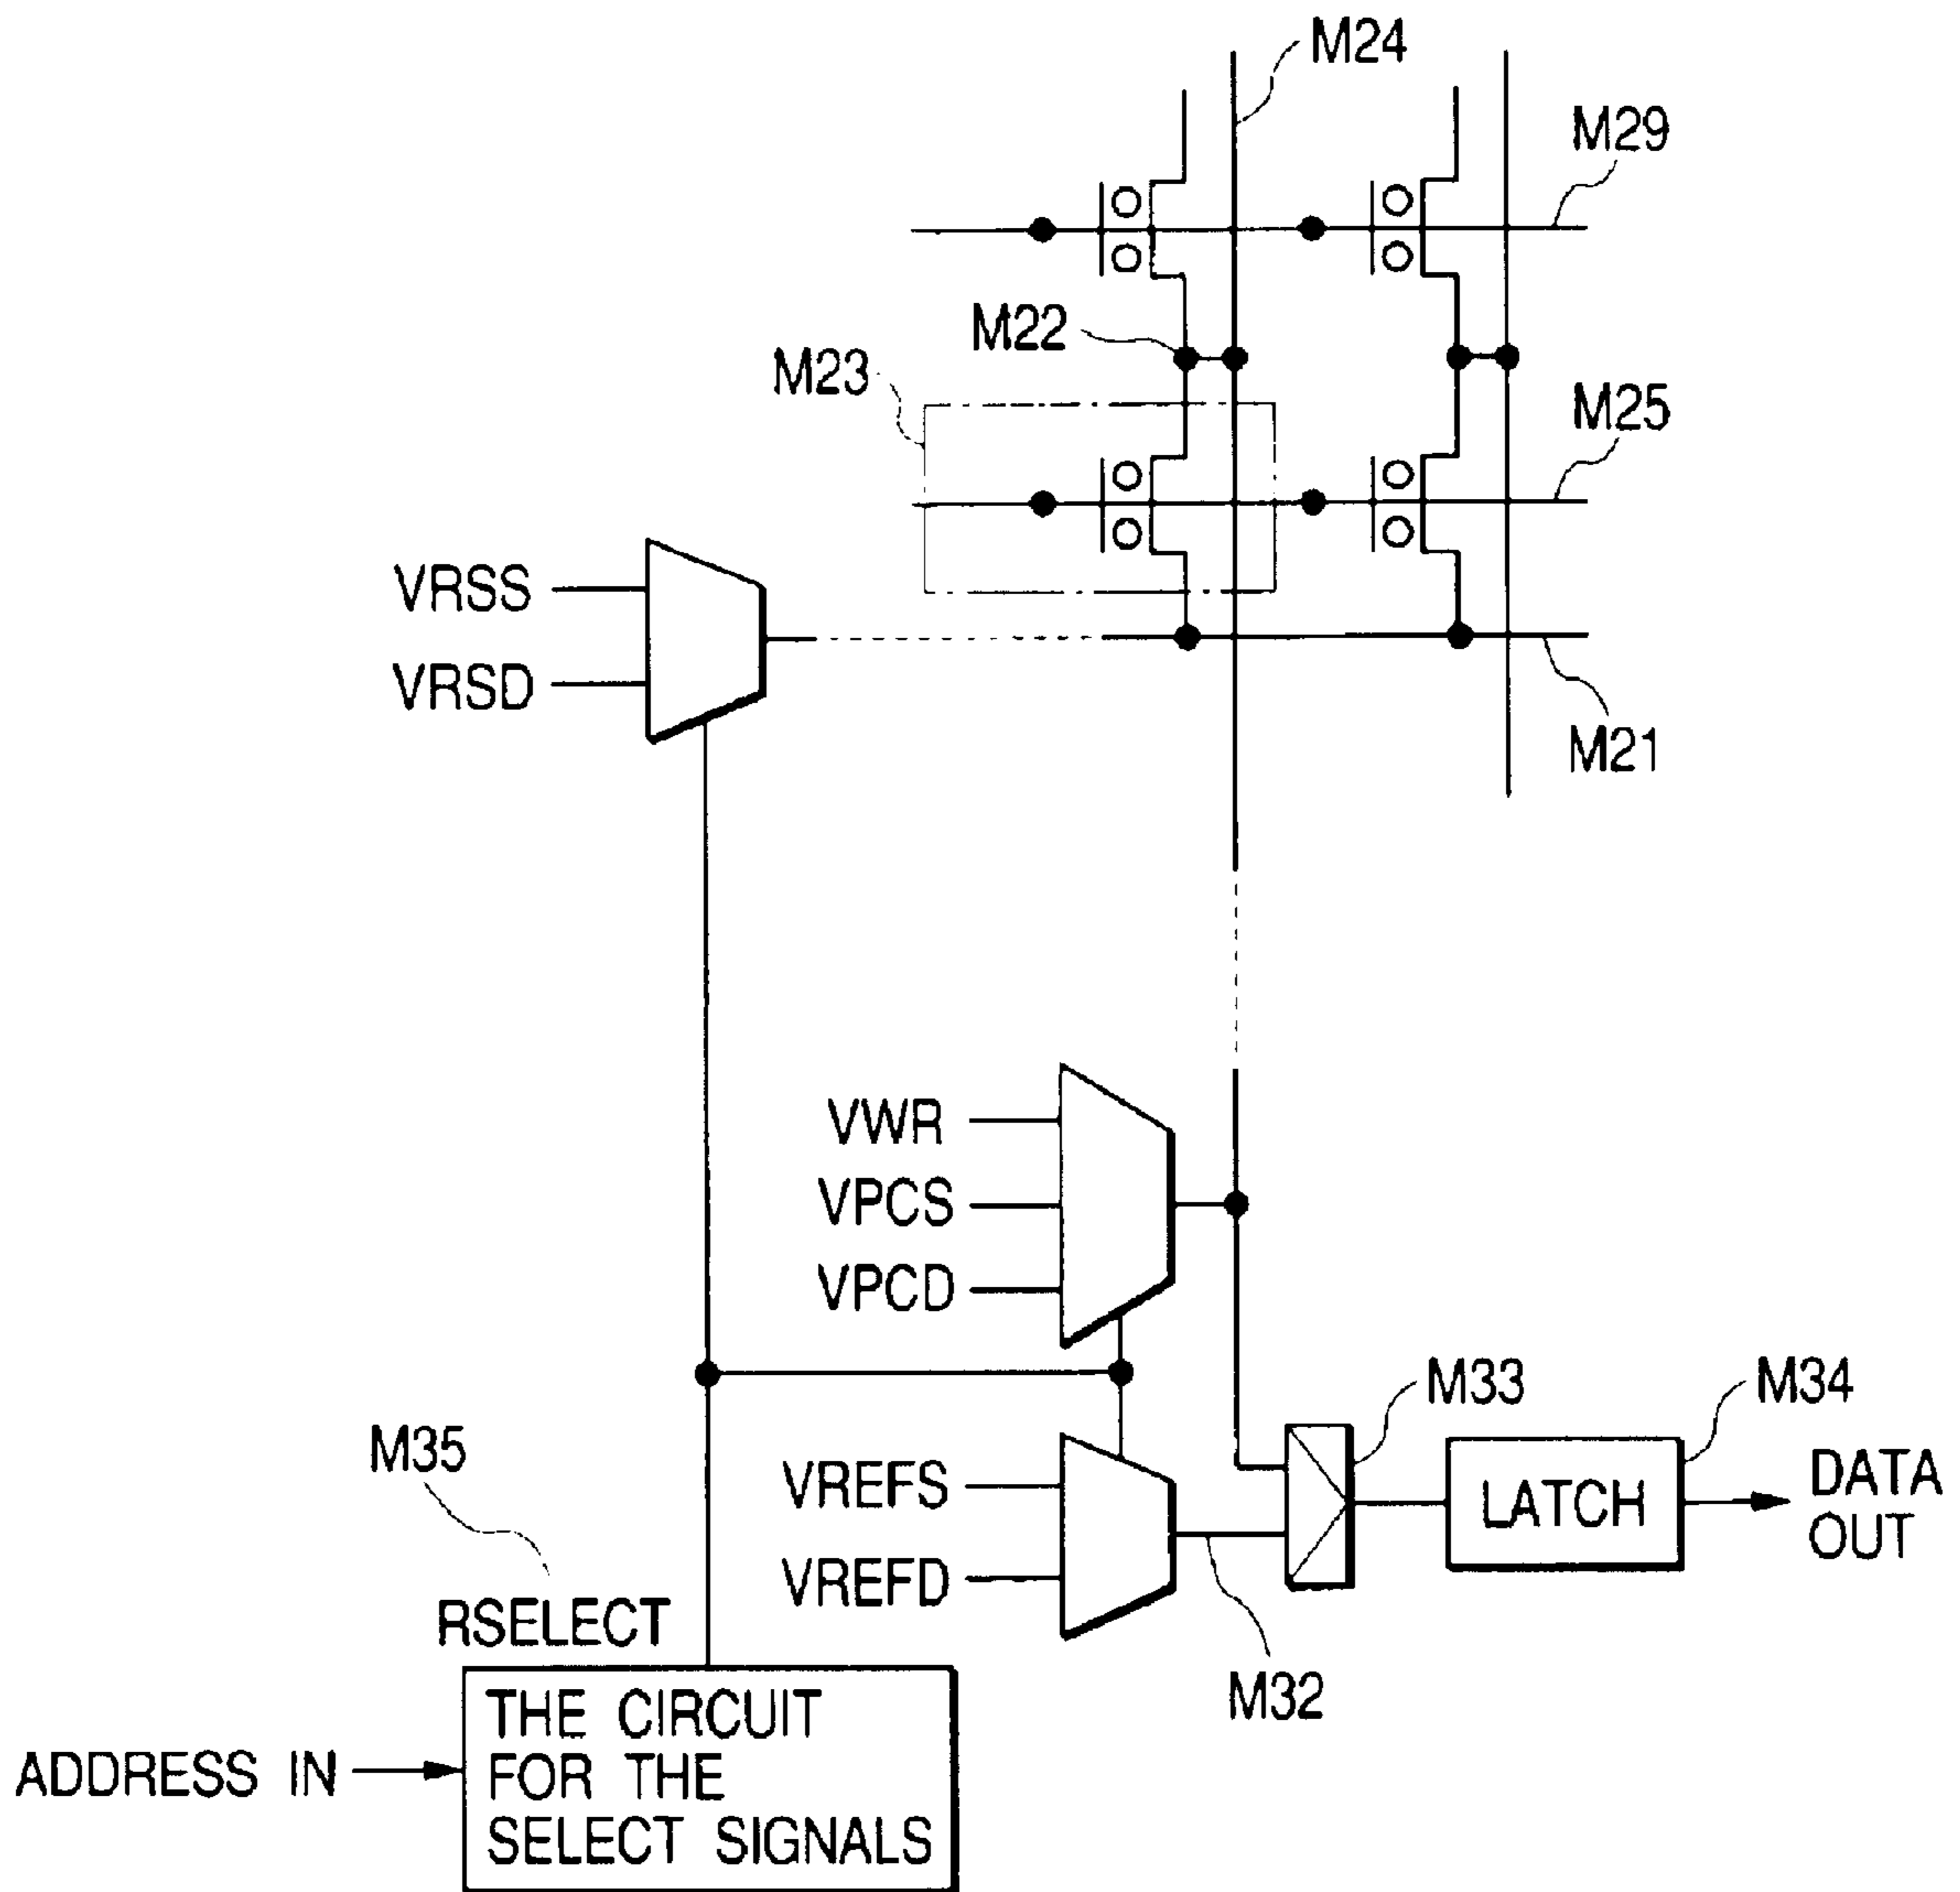 M24
M29
M22
M23
M25
VRSS
VRSD
M21
VWR
VPCS
VPCD
M33
M34
M35
VREFS
LATCH
DATA
OUT
VREFD
RSELECT
M32
THE CIRCUIT
FOR THE
SELECT SIGNALS
ADDRESS IN